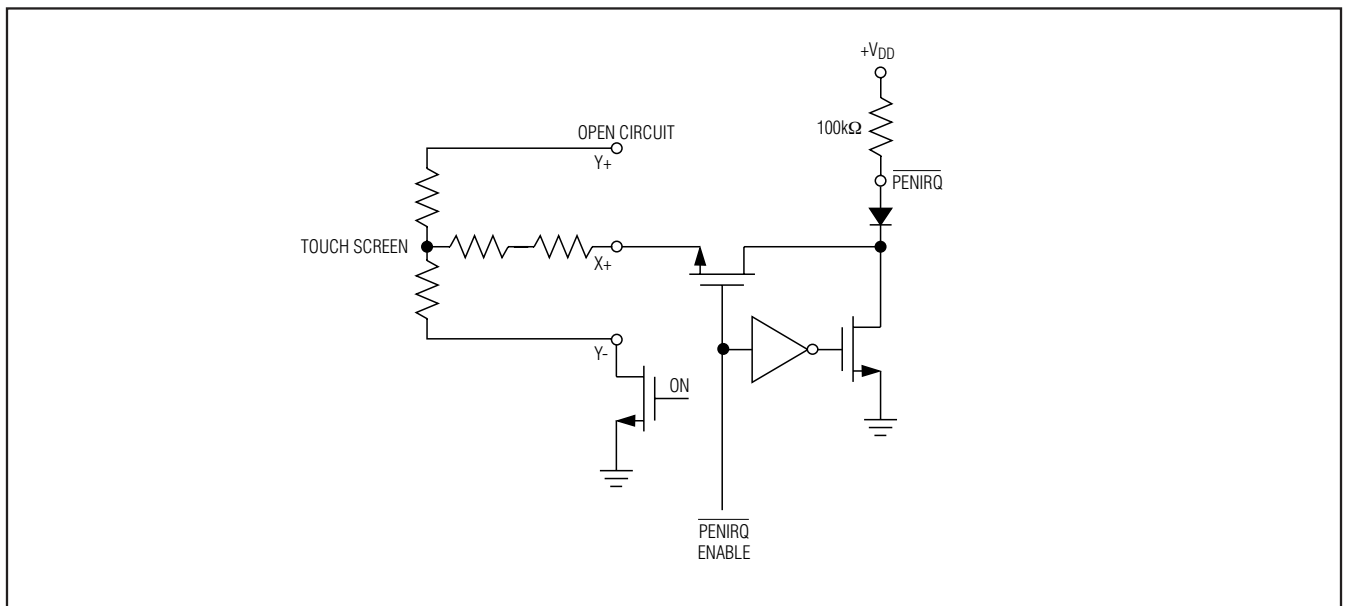 +VDD
100kΩ
OPEN CIRCUIT
Y+
PENIRQ
TOUCH SCREEN
X+
Y-
ON
PENIRQ
ENABLE